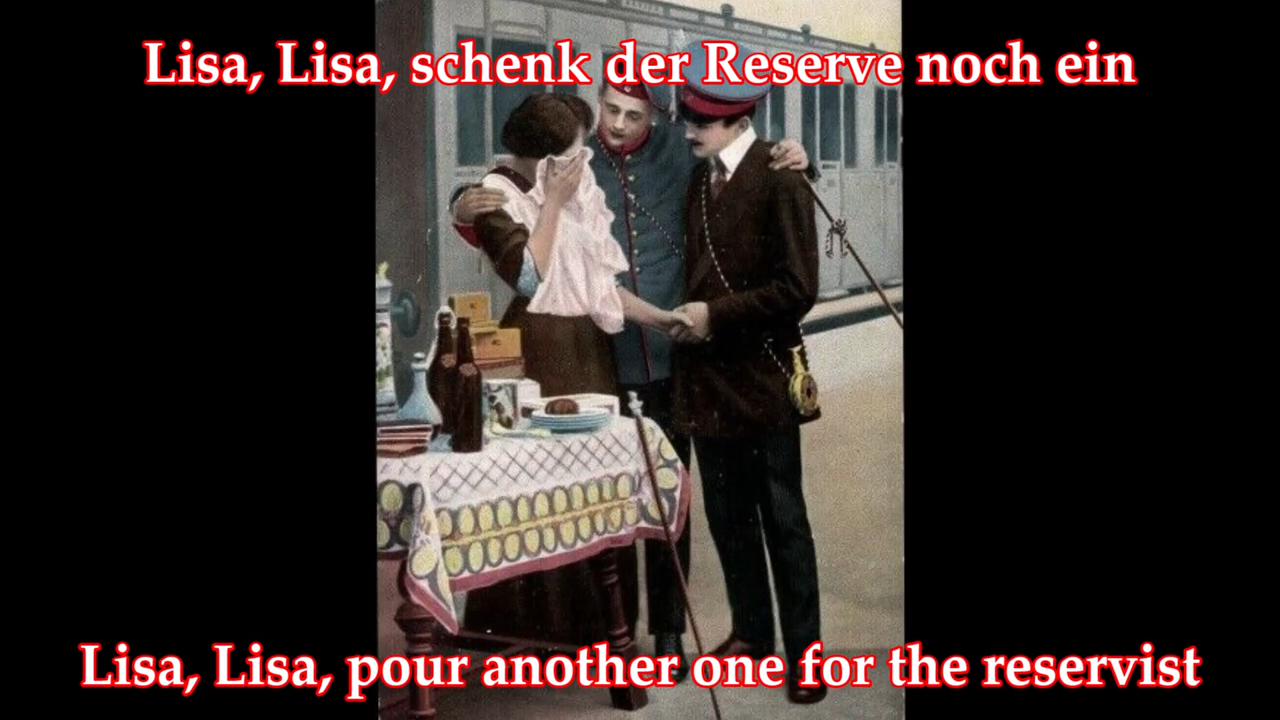 Lisa, Lisa, schenk der Reserve noch ein
Lisa, Lisa, pour another one for the reservist